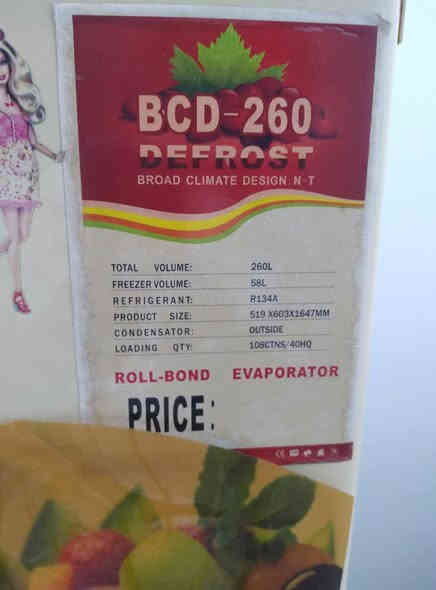 BCD-260
DEFROST
BROAD CLIMATE DESIGN: N-T
TOTAL VOLUME: 260L
FREEZER VOLUME: 58L
REFRIGERANT: R134A
PRODUCT SIZE: 519 X603X1647MM
CONDENSATOR: OUTSIDE
LOADING QTY: 108CTNS/40HQ
ROLL-BOND EVAPORATOR
PRICE:
CE